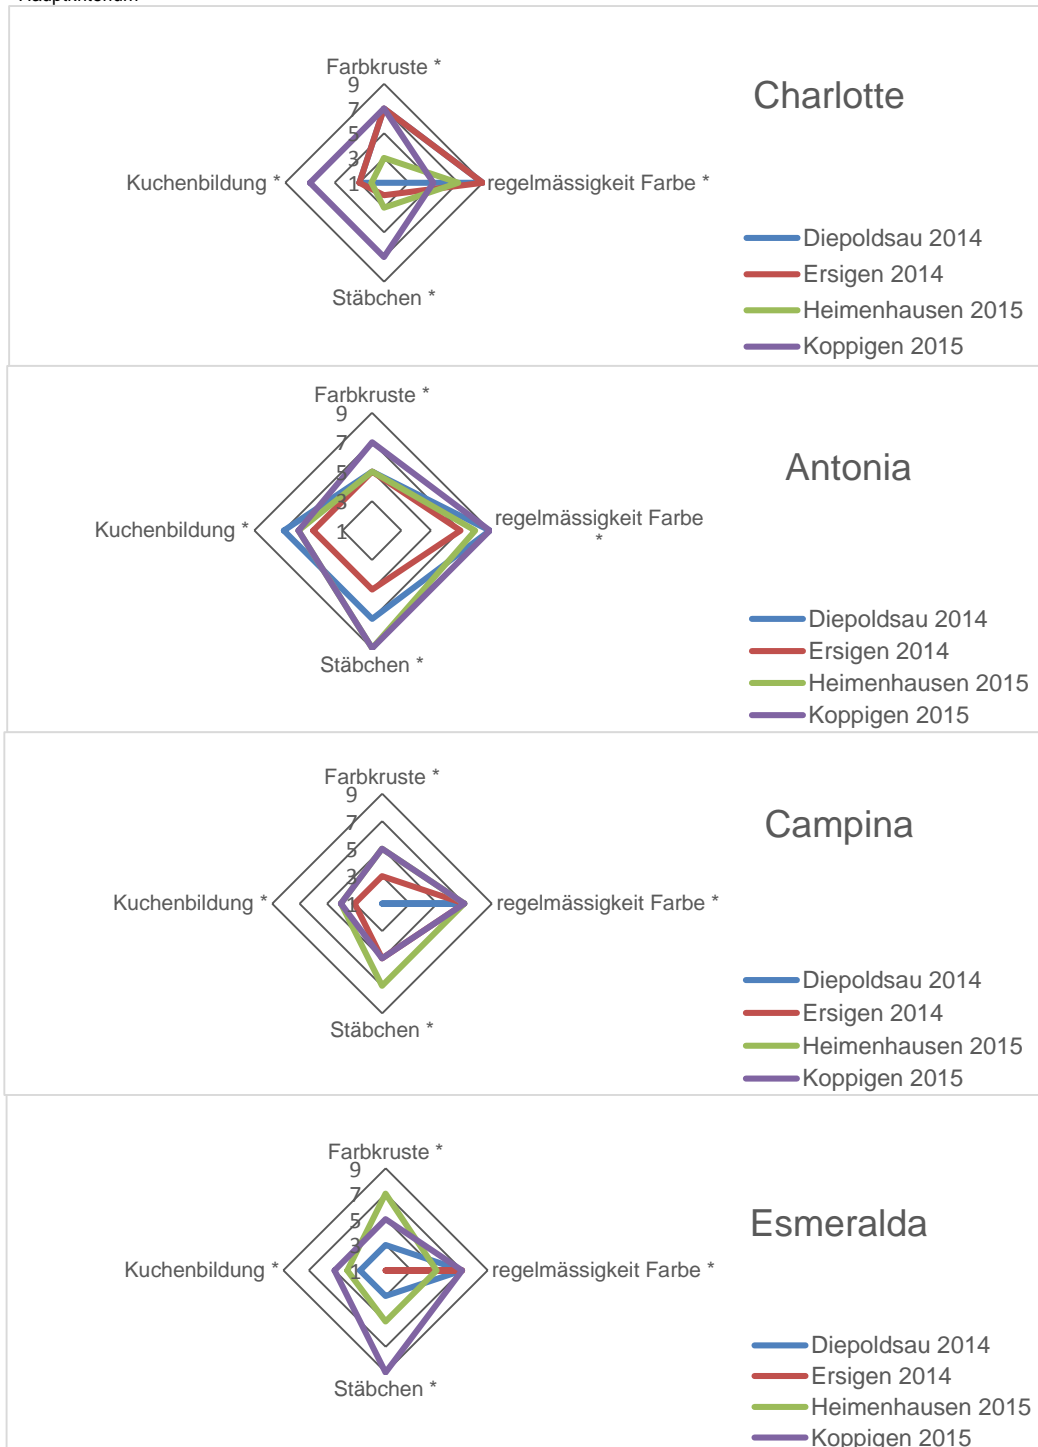 Hauptkriterium
Farbkruste *
9
7
5
3
1
Kuchenbildung *
regelmässigkeit Farbe *
Stäbchen *
Charlotte
Diepoldsau 2014
Ersigen 2014
Heimenhausen 2015
Koppigen 2015
Farbkruste *
9
7
5
3
1
Kuchenbildung *
regelmässigkeit Farbe
*
Stäbchen *
Antonia
Diepoldsau 2014
Ersigen 2014
Heimenhausen 2015
Koppigen 2015
Farbkruste *
9
7
5
3
1
Kuchenbildung *
regelmässigkeit Farbe *
Stäbchen *
Campina
Diepoldsau 2014
Ersigen 2014
Heimenhausen 2015
Koppigen 2015
Farbkruste *
9
7
5
3
1
Kuchenbildung *
regelmässigkeit Farbe *
Stäbchen *
Esmeralda
Diepoldsau 2014
Ersigen 2014
Heimenhausen 2015
Koppigen 2015